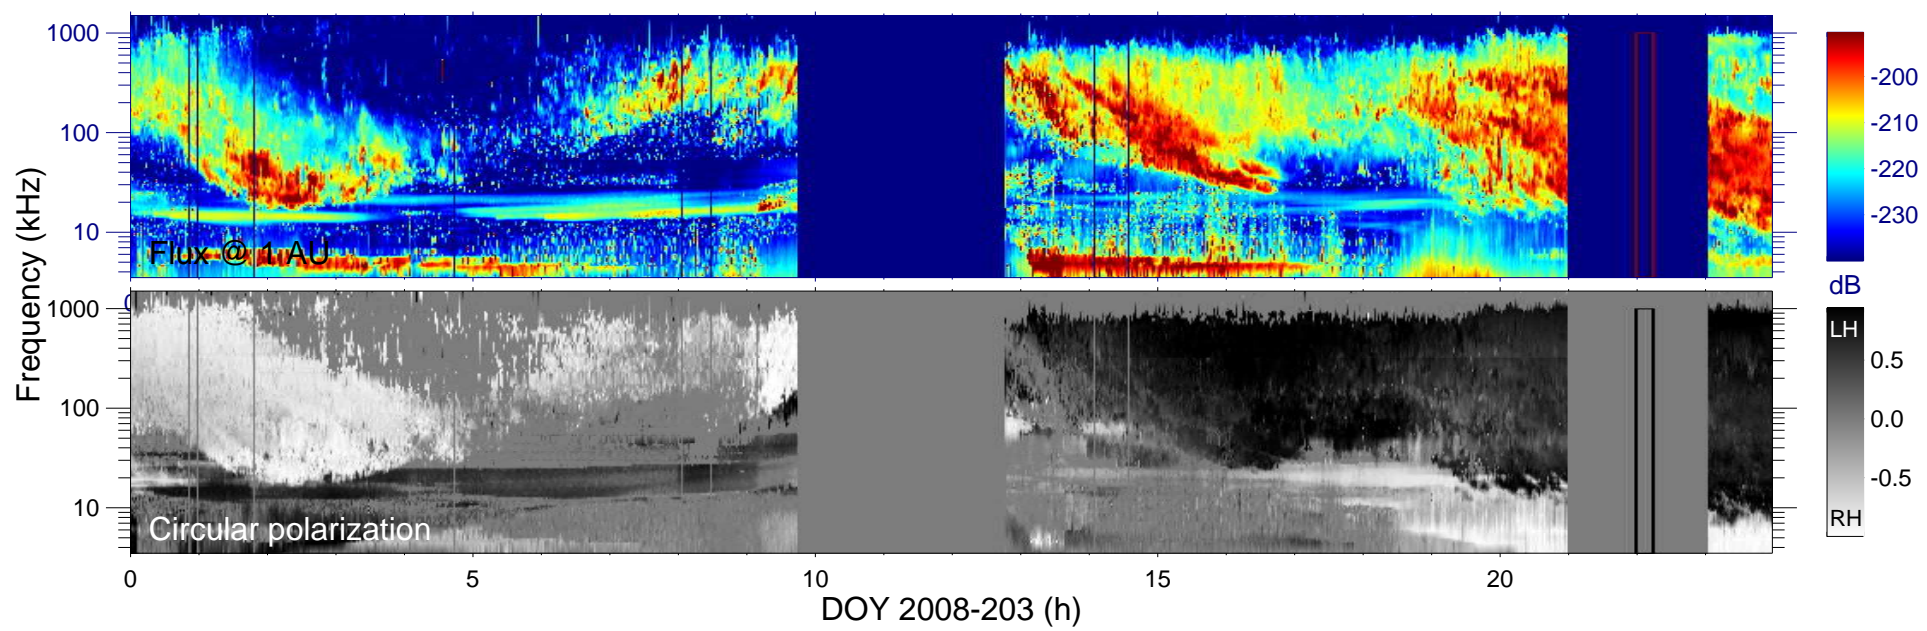 1000
100
10
Flux @ 1 AU
-200
-210
-220
-230
dB
0
Frequency (kHz)
1000
100
10
Circular polarization
LH
0.5
0.0
-0.5
RH
0
5
10
15
20
DOY 2008-203 (h)